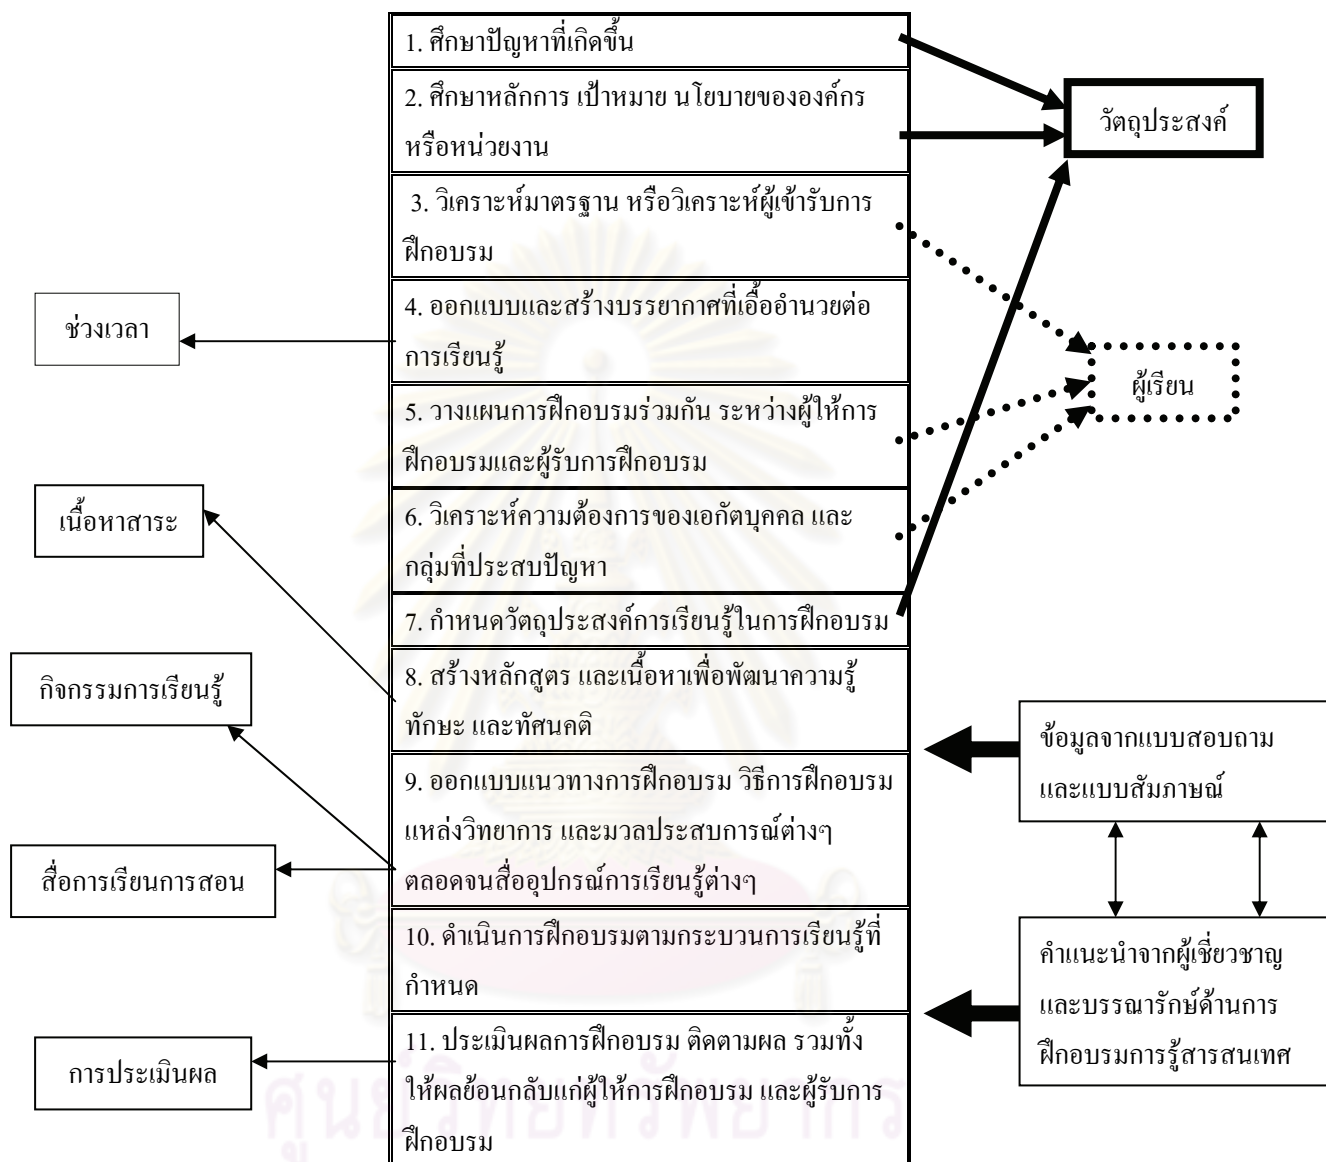 1. ศึกษาปัญหาที่เกิดขึ้น
2. ศึกษาหลักการ เป้าหมาย นโยบายขององค์กร
หรือหน่วยงาน
3. วิเคราะห์มาตรฐาน หรือวิเคราะห์ผู้เข้ารับการ
ฝึกอบรม
4. ออกแบบและสร้างบรรยากาศที่เอื้ออำนวยต่อ
การเรียนรู้
5. วางแผนการฝึกอบรมร่วมกัน ระหว่างผู้ให้การ
ฝึกอบรมและผู้รับการฝึกอบรม
6. วิเคราะห์ความต้องการของเอกัตบุคคล และ
กลุ่มที่ประสบปัญหา
7. กำหนดวัตถุประสงค์การเรียนรู้ในการฝึกอบรม
8. สร้างหลักสูตร และเนื้อหาเพื่อพัฒนาความรู้
ทักษะ และทัศนคติ
9. ออกแบบแนวทางการฝึกอบรม วิธีการฝึกอบรม
แหล่งวิทยาการ และมวลประสบการณ์ต่างๆ
ตลอดจนสื่ออุปกรณ์การเรียนรู้ต่างๆ
10. ดำเนินการฝึกอบรมตามกระบวนการเรียนรู้ที่
กำหนด
11. ประเมินผลการฝึกอบรม ติดตามผล รวมทั้ง
ให้ผลย้อนกลับแก่ผู้ให้การฝึกอบรม และผู้รับการ
ฝึกอบรม
ช่วงเวลา
เนื้อหาสาระ
กิจกรรมการเรียนรู้
สื่อการเรียนการสอน
การประเมินผล
วัตถุประสงค์
ผู้เรียน
ข้อมูลจากแบบสอบถาม
และแบบสัมภาษณ์
คำแนะนำจากผู้เชี่ยวชาญ
และบรรณารักษ์ด้านการ
ฝึกอบรมการรู้สารสนเทศ
ศูนย์วิทยทรัพยากร